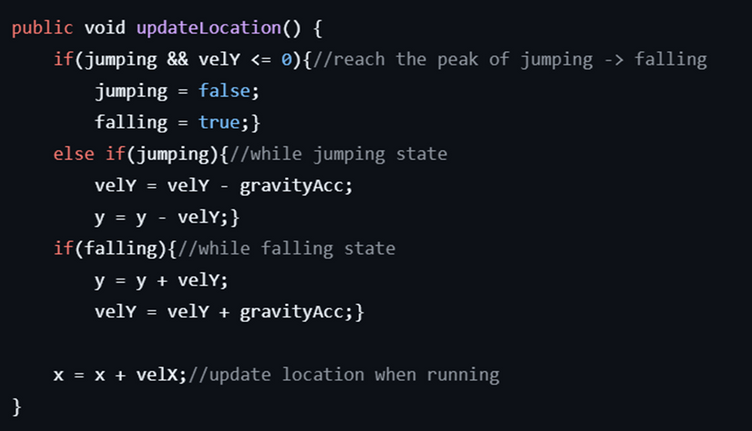 public void updateLocation() {
    if(jumping && velY <= 0){//reach the peak of jumping -> falling
        jumping = false;
        falling = true;}
    else if(jumping){//while jumping state
        velY = velY - gravityAcc;
        y = y - velY;}
    if(falling){//while falling state
        y = y + velY;
        velY = velY + gravityAcc;}

    x = x + velX;//update location when running
}